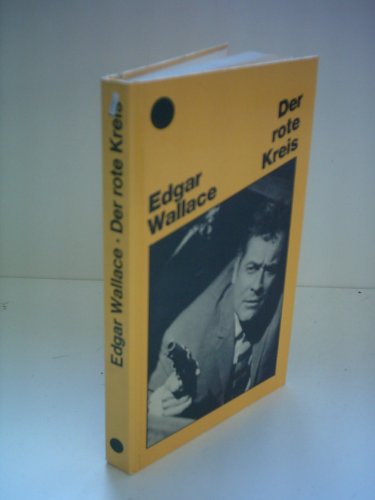 Edgar Wallace · Der rote Kreis
Der
rote
Kreis
Edgar
Wallace